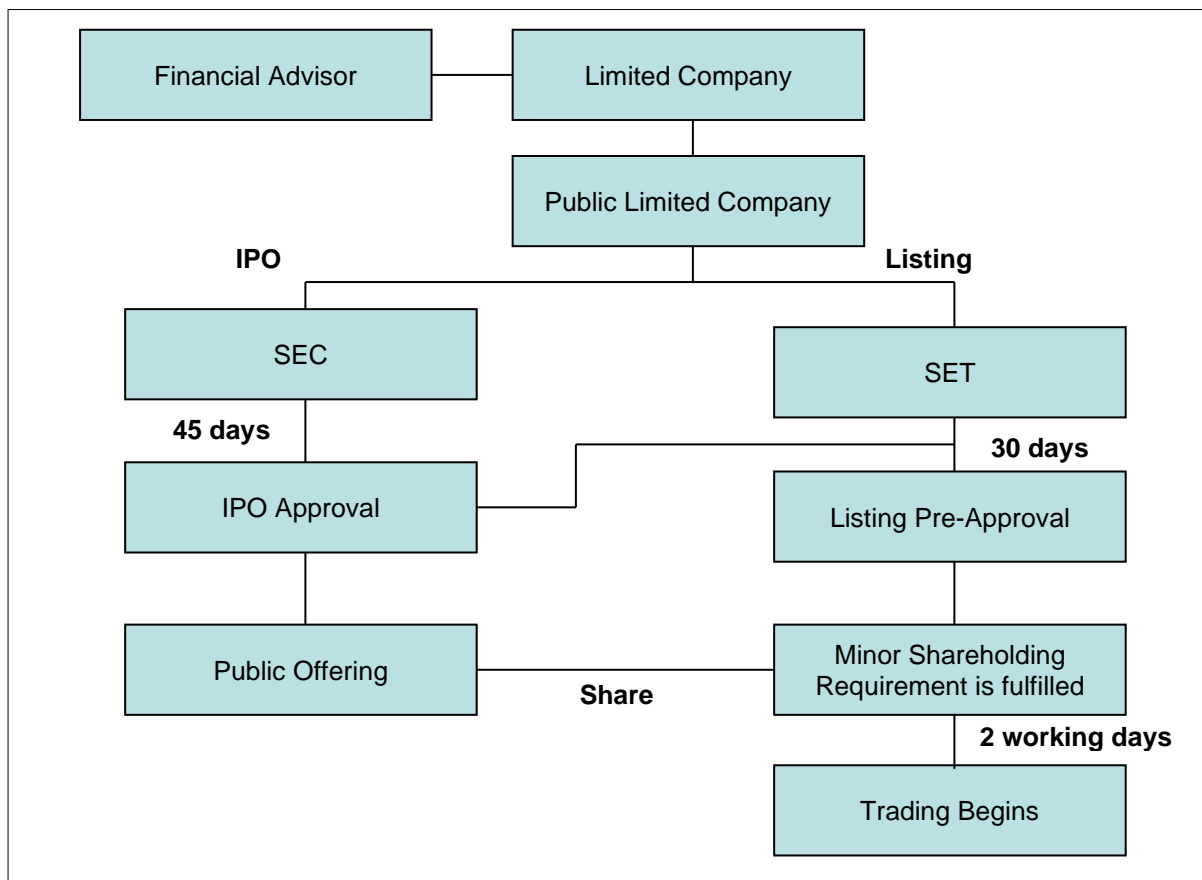 Financial Advisor
Limited Company
Public Limited Company
IPO
Listing
SEC
SET
45 days
30 days
IPO Approval
Listing Pre-Approval
Public Offering
Share
Minor Shareholding
Requirement is fulfilled
2 working days
Trading Begins